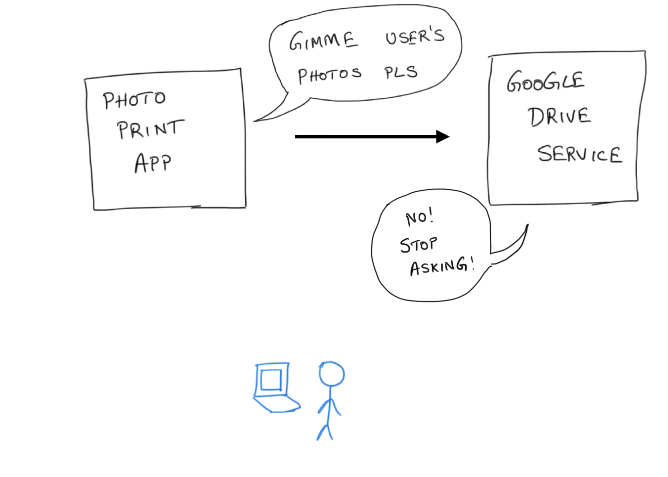 GIMME USER'S
PHOTOS PLS
PHOTO
PRINT
APP
GOOGLE
DRIVE
SERVICE
NO!
STOP
ASKING!